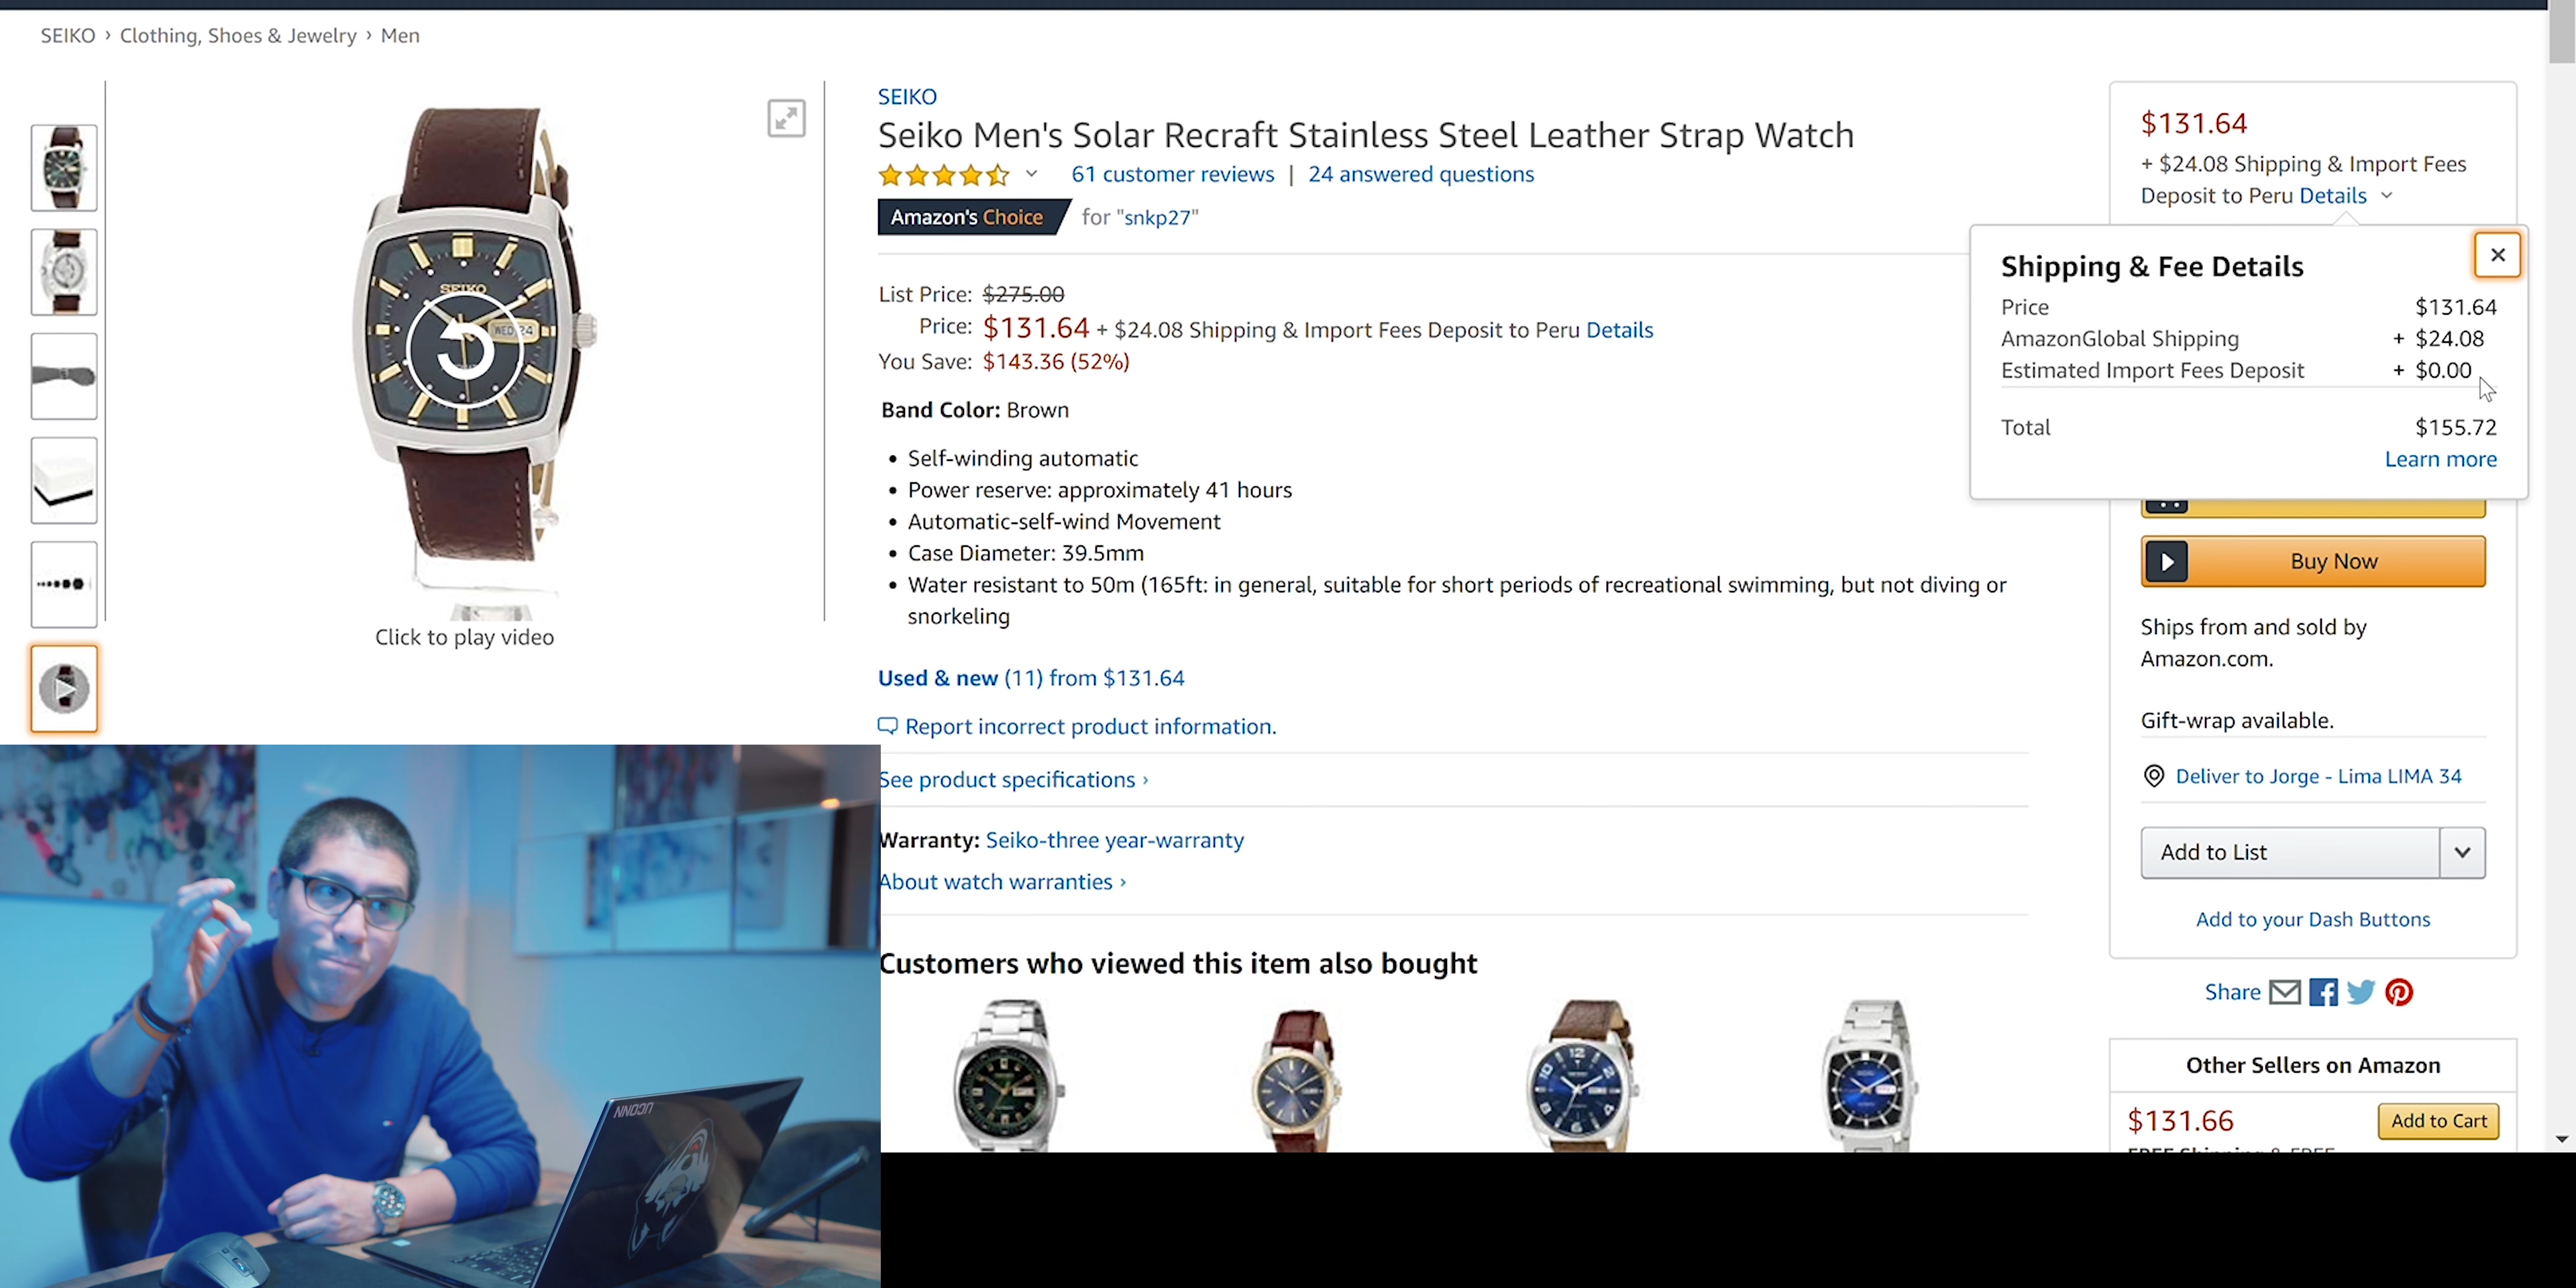 SEIKO › Clothing, Shoes & Jewelry › Men
SEIKO
WED 24
Click to play video
SEIKO
Seiko Men's Solar Recraft Stainless Steel Leather Strap Watch
61 customer reviews | 24 answered questions
Amazon's Choice for "snkp27"
List Price: $275.00
Price: $131.64 + $24.08 Shipping & Import Fees Deposit to Peru Details
You Save: $143.36 (52%)
Band Color: Brown
• Self-winding automatic
• Power reserve: approximately 41 hours
• Automatic-self-wind Movement
• Case Diameter: 39.5mm
• Water resistant to 50m (165ft: in general, suitable for short periods of recreational swimming, but not diving or
snorkeling
Used & new (11) from $131.64
Report incorrect product information.
See product specifications ›
Warranty: Seiko-three year-warranty
About watch warranties ›
Customers who viewed this item also bought
$131.64
+ $24.08 Shipping & Import Fees
Deposit to Peru Details
Shipping & Fee Details
Price $131.64
AmazonGlobal Shipping + $24.08
Estimated Import Fees Deposit + $0.00
Total $155.72
Learn more
Buy Now
Ships from and sold by
Amazon.com.
Gift-wrap available.
Deliver to Jorge - Lima LIMA 34
Add to List
Add to your Dash Buttons
Share
Other Sellers on Amazon
$131.66 Add to Cart
FREE Shipping & FREE
UCONN